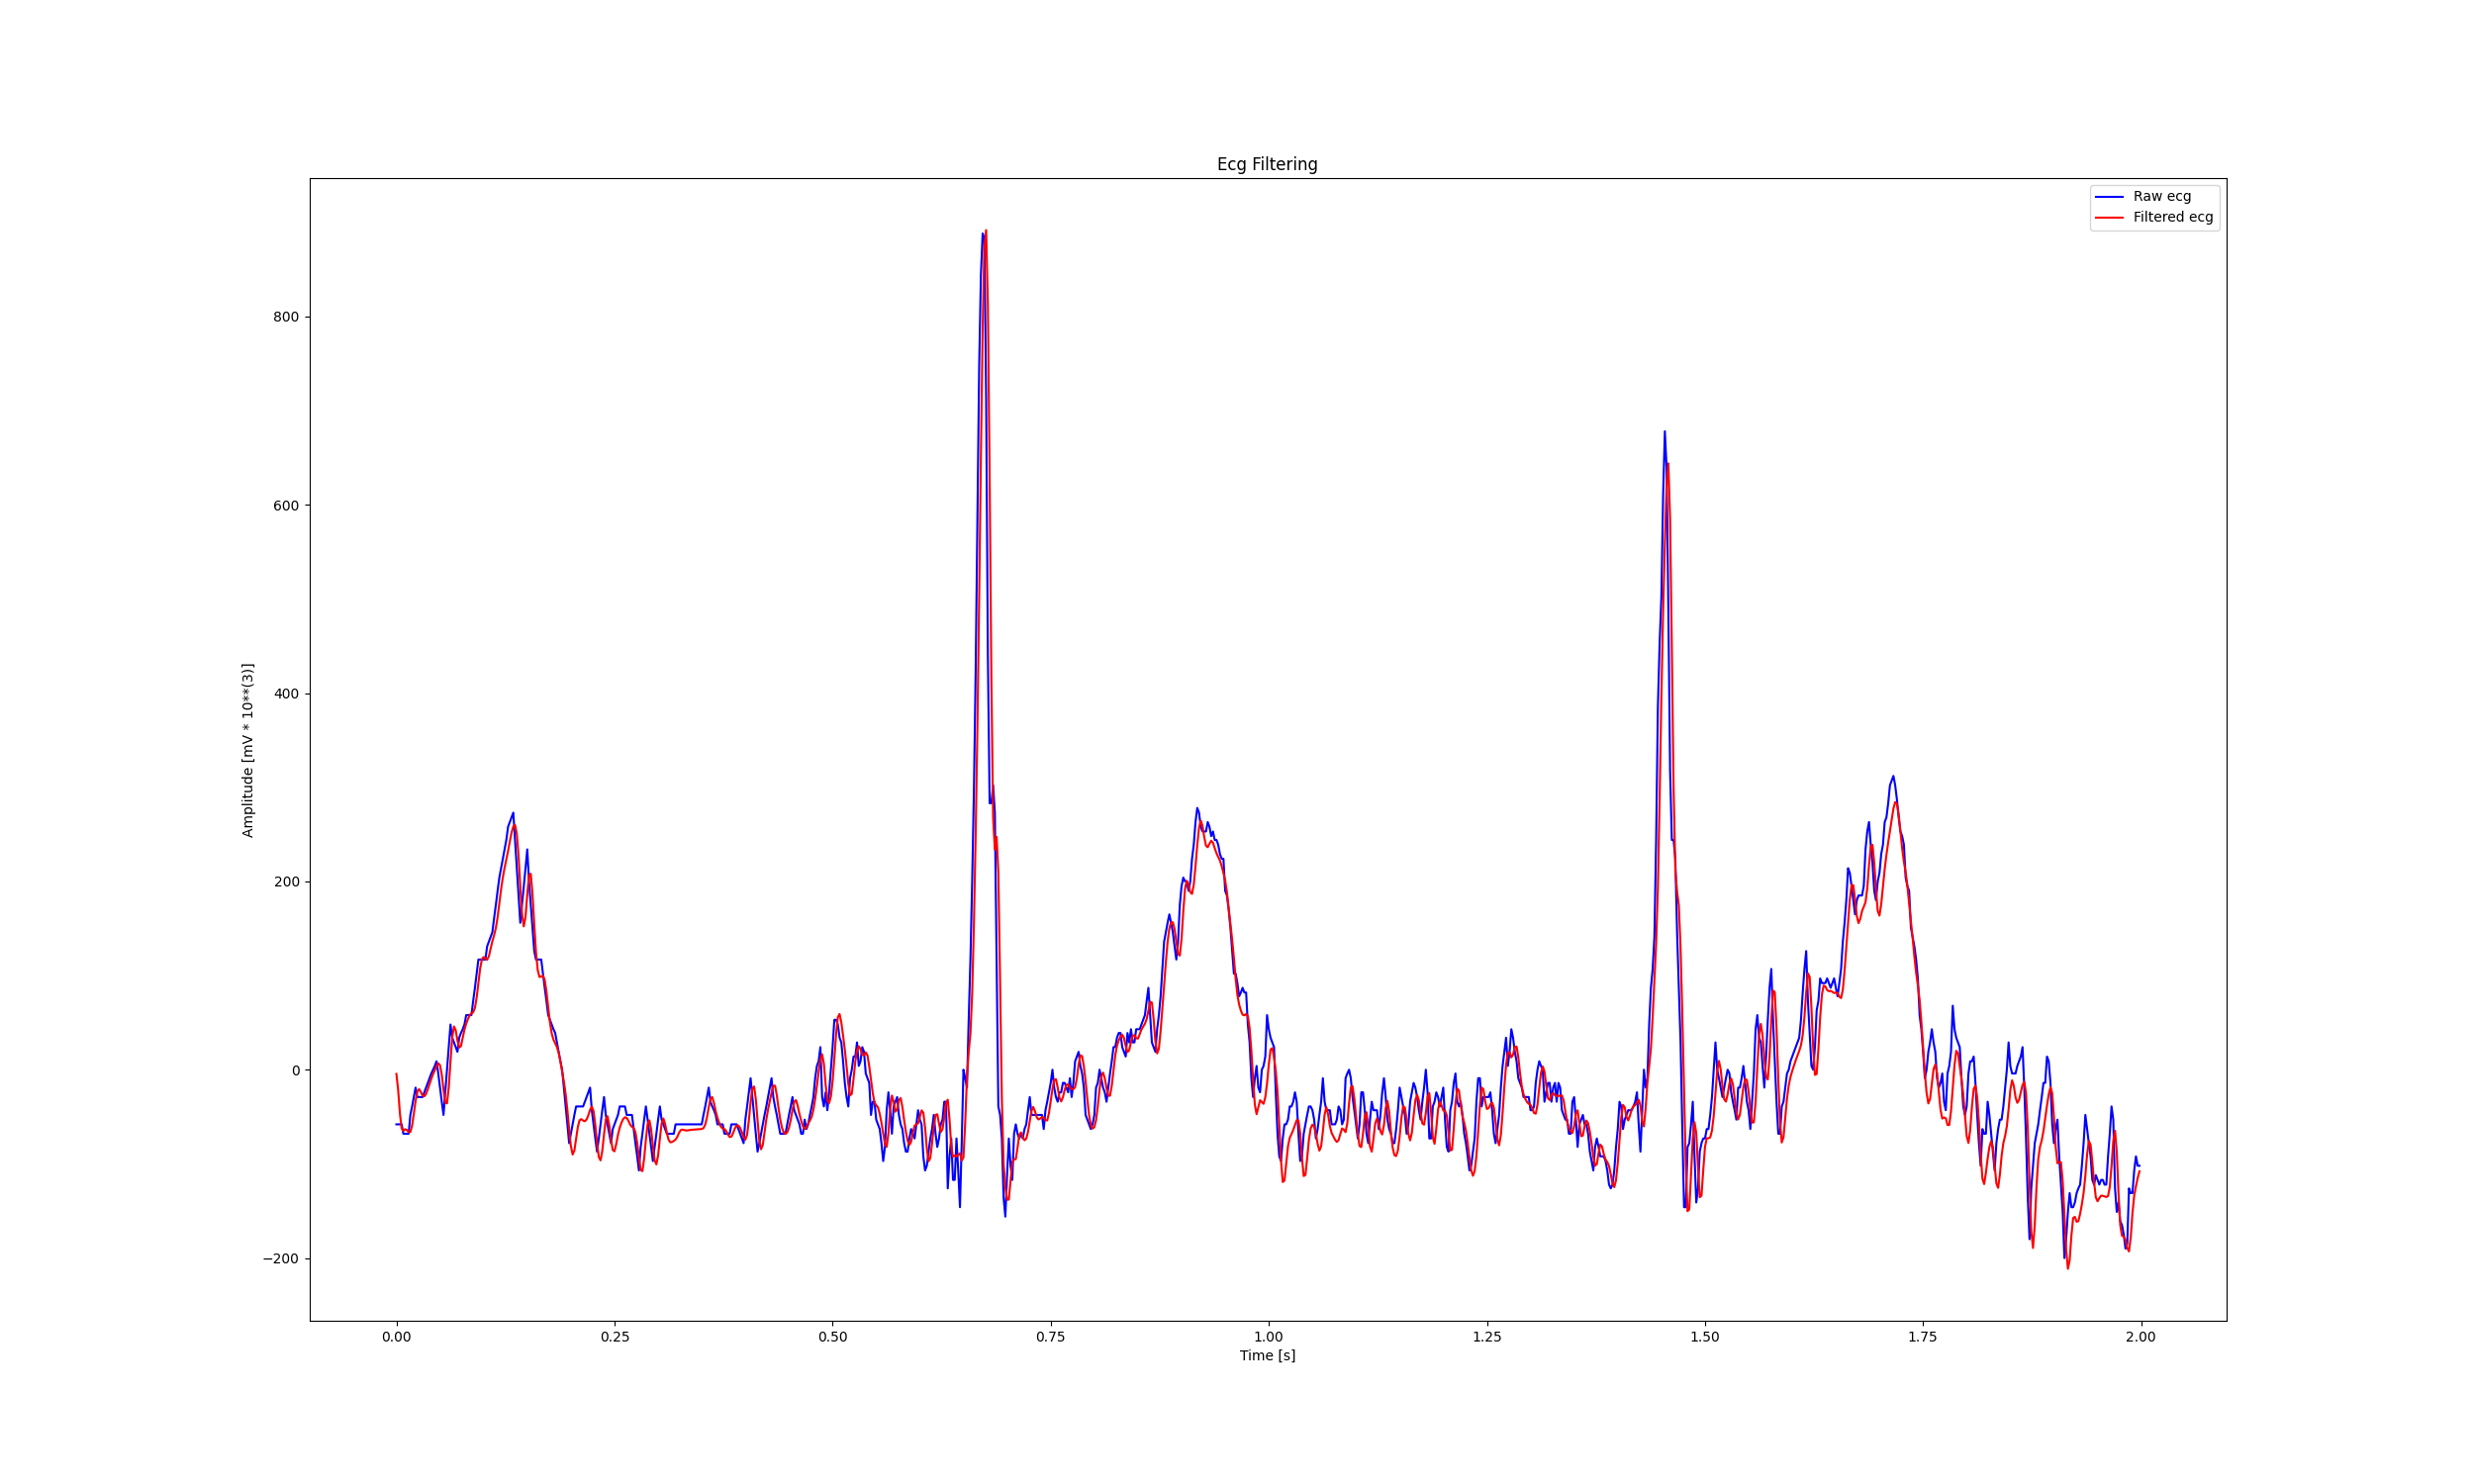 Ecg Filtering
Raw ecg
Filtered ecg
Amplitude [mV * 10**(3)]
800
600
400
200
0
−200
0.00 0.25 0.50 0.75 1.00 1.25 1.50 1.75 2.00
Time [s]